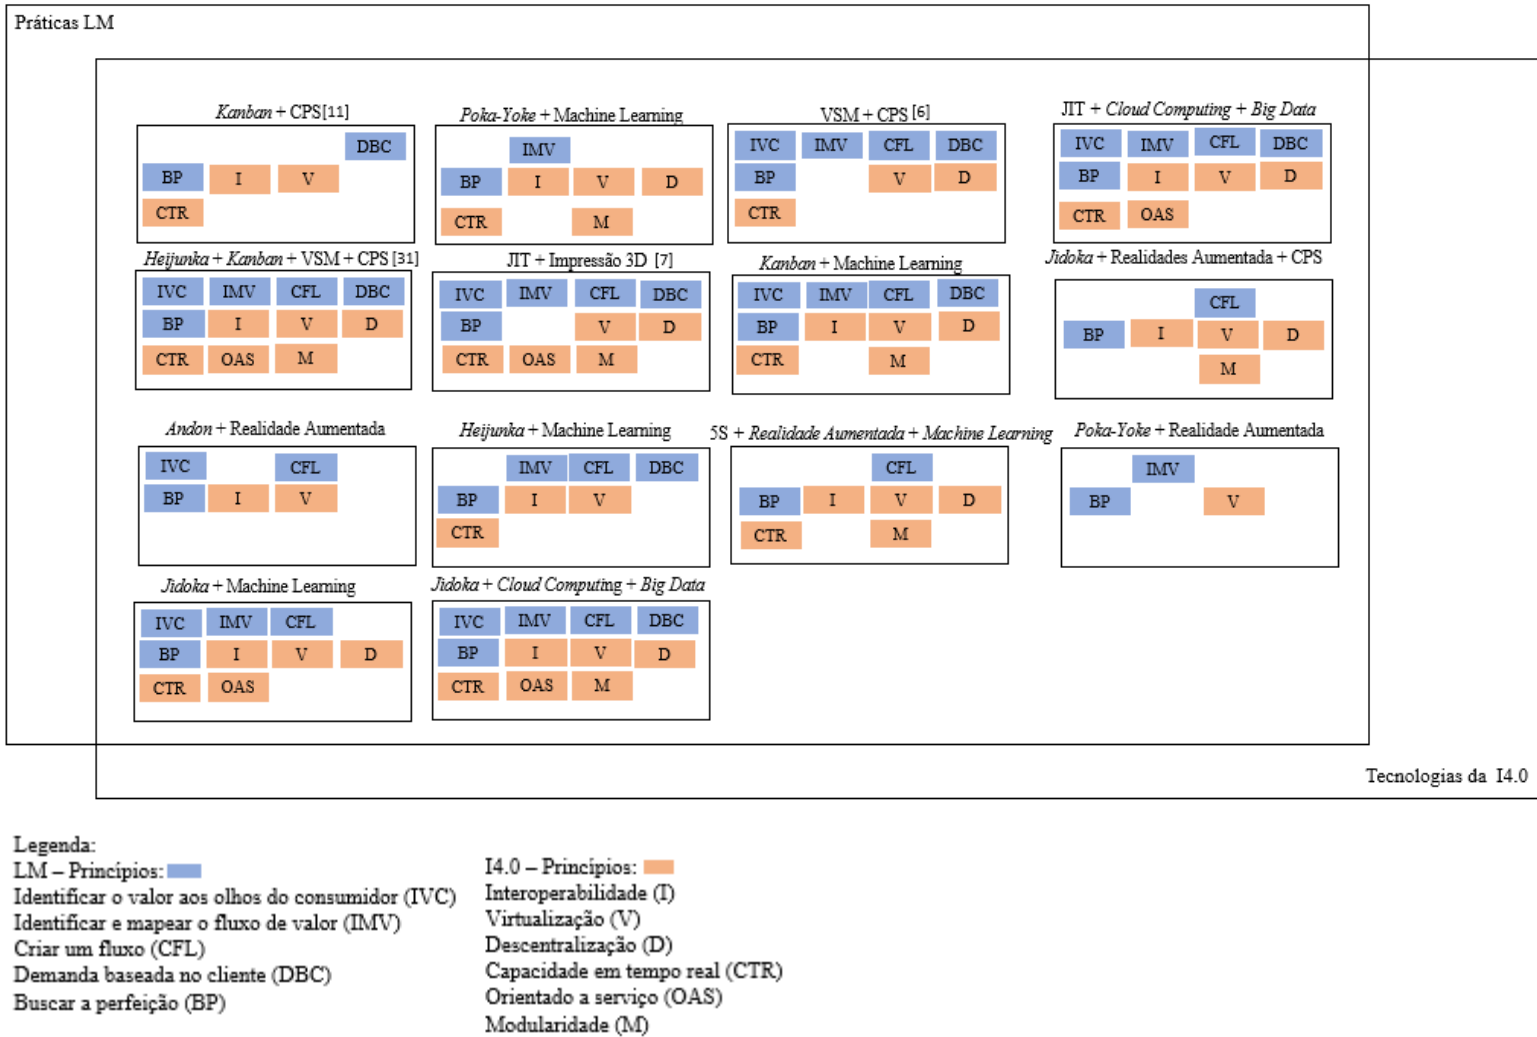 Práticas LM
Kanban + CPS[11]
DBC
BP I V
CTR
Poka-Yoke + Machine Learning
IMV
BP I V D
CTR M
VSM + CPS [6]
IVC IMV CFL DBC
BP V D
CTR
JIT + Cloud Computing + Big Data
IVC IMV CFL DBC
BP I V D
CTR OAS
Heijunka + Kanban + VSM + CPS [31]
IVC IMV CFL DBC
BP I V D
CTR OAS M
JIT + Impressão 3D [7]
IVC IMV CFL DBC
BP V D
CTR OAS M
Kanban + Machine Learning
IVC IMV CFL DBC
BP I V D
CTR M
Jidoka + Realidades Aumentada + CPS
CFL
BP I V D
M
Andon + Realidade Aumentada
IVC CFL
BP I V
Heijunka + Machine Learning
IMV CFL DBC
BP I V
CTR
5S + Realidade Aumentada + Machine Learning
CFL
BP I V D
CTR M
Poka-Yoke + Realidade Aumentada
IMV
BP V
Jidoka + Machine Learning
IVC IMV CFL
BP I V D
CTR OAS
Jidoka + Cloud Computing + Big Data
IVC IMV CFL DBC
BP I V D
CTR OAS M
Tecnologias da I4.0
Legenda:
LM – Princípios:
Identificar o valor aos olhos do consumidor (IVC)
Identificar e mapear o fluxo de valor (IMV)
Criar um fluxo (CFL)
Demanda baseada no cliente (DBC)
Buscar a perfeição (BP)
I4.0 – Princípios:
Interoperabilidade (I)
Virtualização (V)
Descentralização (D)
Capacidade em tempo real (CTR)
Orientado a serviço (OAS)
Modularidade (M)